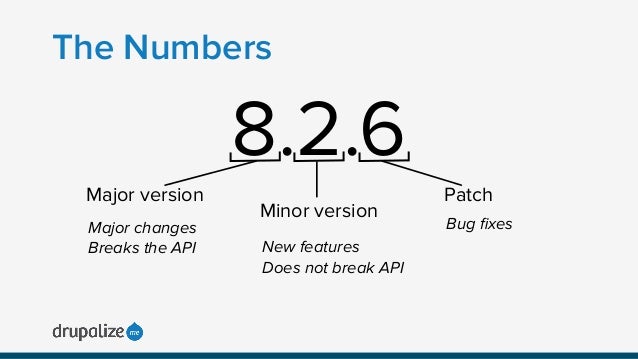 The Numbers
8.2.6
Major version
Major changes
Breaks the API
Minor version
New features
Does not break API
Patch
Bug fixes
drupalize me